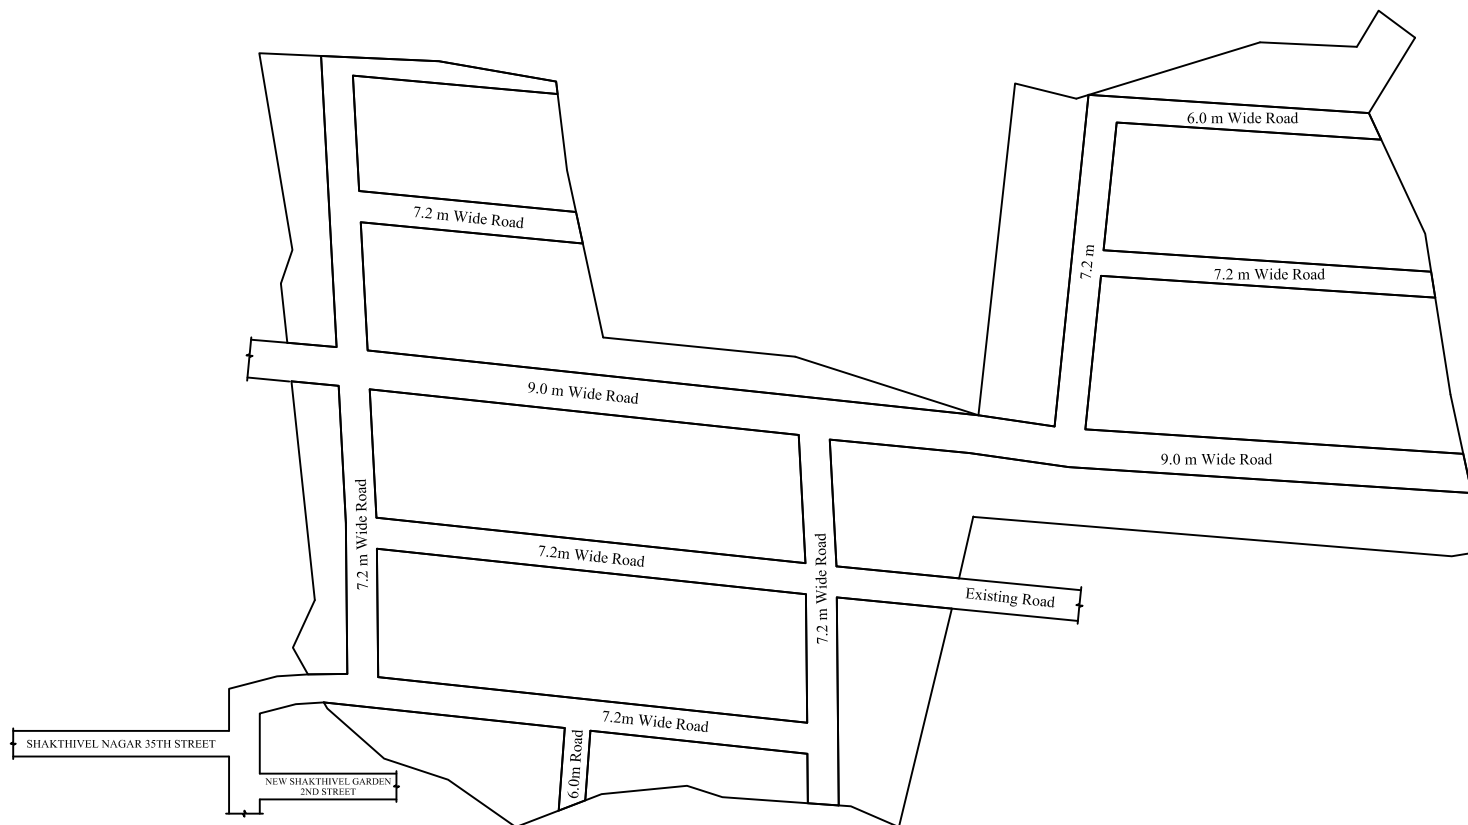 6.0 m Wide Road
7.2 m Wide Road
7.2 m
7.2 m Wide Road
9.0 m Wide Road
9.0 m Wide Road
7.2 m Wide Road
7.2m Wide Road
7.2 m Wide Road
Existing Road
7.2m Wide Road
SHAKTHIVEL NAGAR 35TH STREET
6.0m Road
NEW SHAKTHIVEL GARDEN
2ND STREET